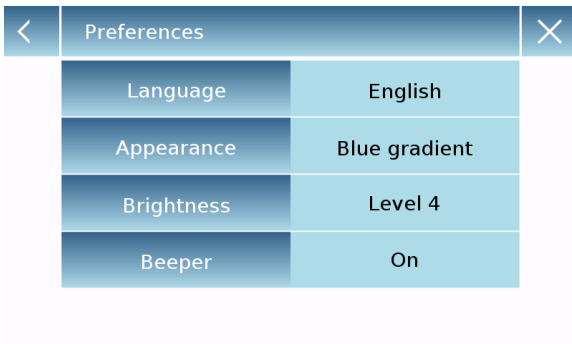 Preferences
Language English
Appearance Blue gradient
Brightness Level 4
Beeper On